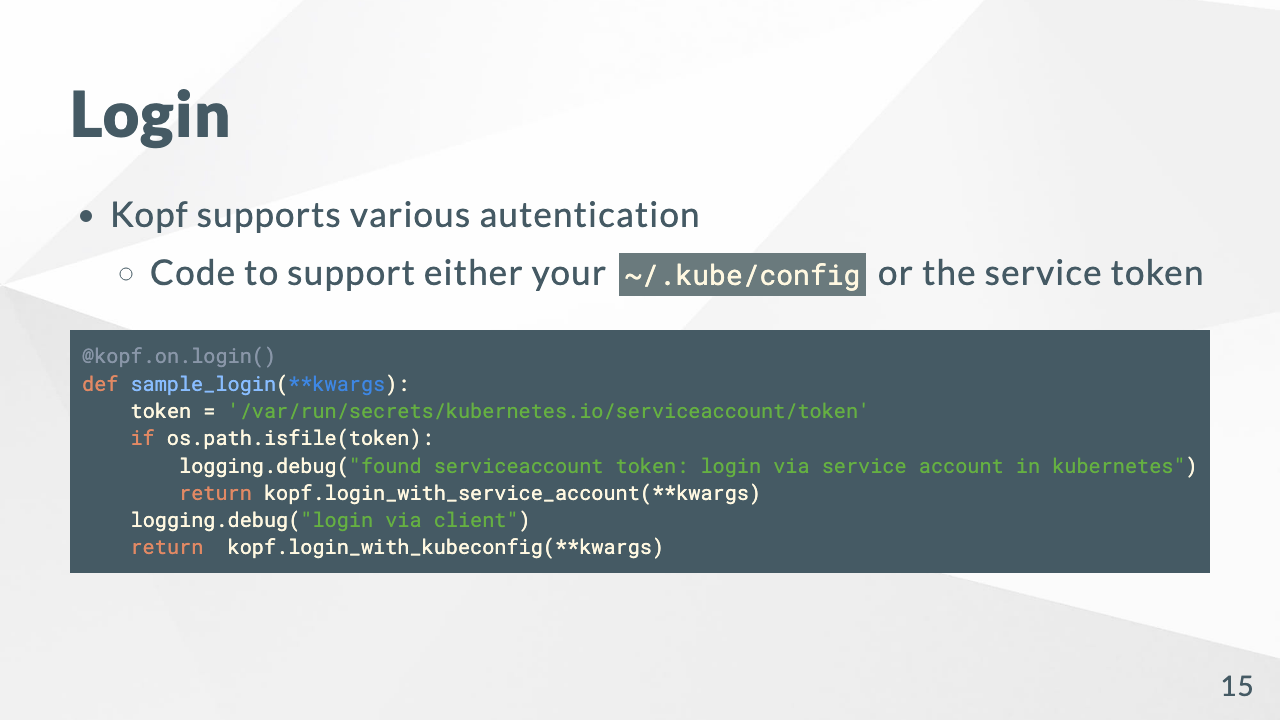 Login
• Kopf supports various autentication
○ Code to support either your ~/.kube/config or the service token
@kopf.on.login()
def sample_login(**kwargs):
    token = '/var/run/secrets/kubernetes.io/serviceaccount/token'
    if os.path.isfile(token):
        logging.debug("found serviceaccount token: login via service account in kubernetes")
        return kopf.login_with_service_account(**kwargs)
    logging.debug("login via client")
    return  kopf.login_with_kubeconfig(**kwargs)
15